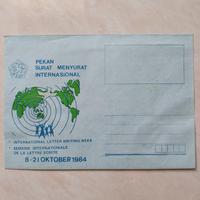 PEKAN
SURAT MENYURAT
INTERNASIONAL
* INTERNATIONAL LETTER WRITING WEEK
* SEMAINE INTERNATIONALE
DE LA LETTRE ECRITE
8-21 OKTOBER 1984